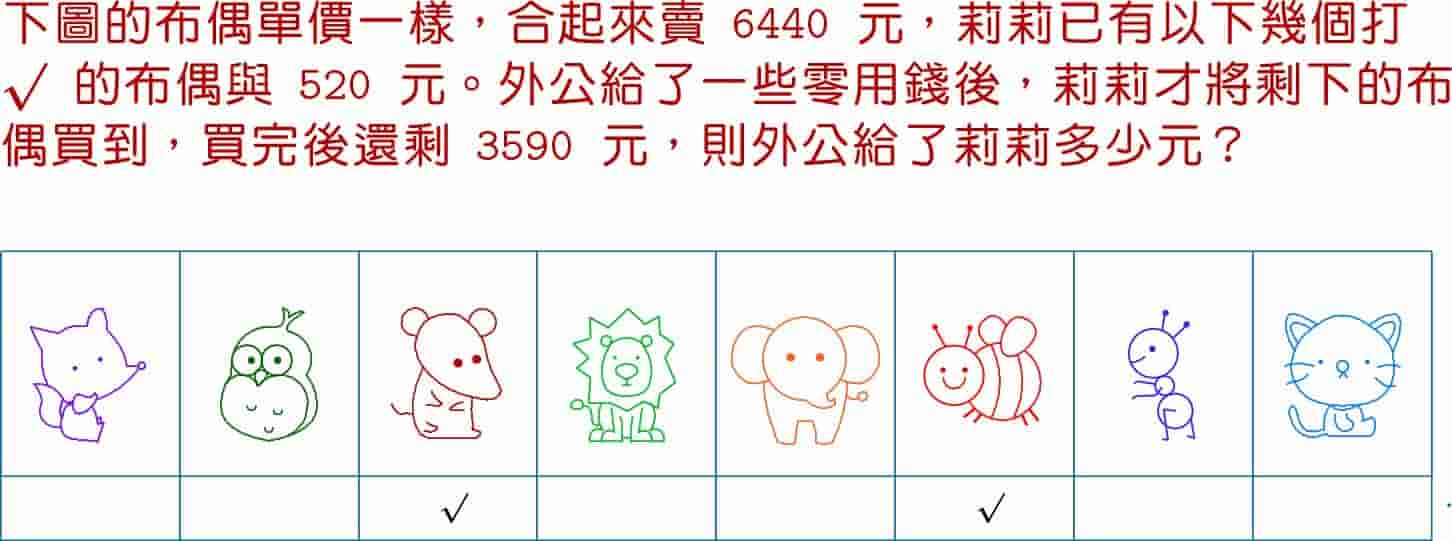 下圖的布偶單價一樣，合起來賣 6440 元，莉莉已有以下幾個打
√ 的布偶與 520 元。外公給了一些零用錢後，莉莉才將剩下的布
偶買到，買完後還剩 3590 元，則外公給了莉莉多少元？
√ √